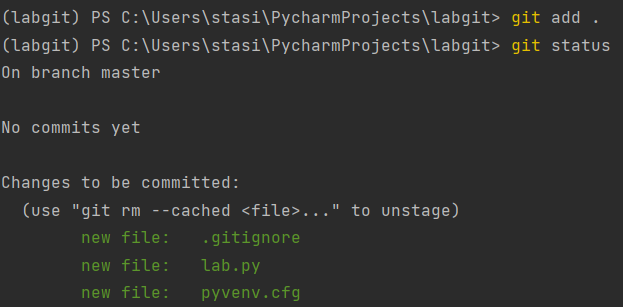 (labgit) PS C:\Users\stasi\PycharmProjects\labgit> git add .
(labgit) PS C:\Users\stasi\PycharmProjects\labgit> git status
On branch master
No commits yet
Changes to be committed:
(use "git rm --cached <file>..." to unstage)
new file: .gitignore
new file: lab.py
new file: pyvenv.cfg